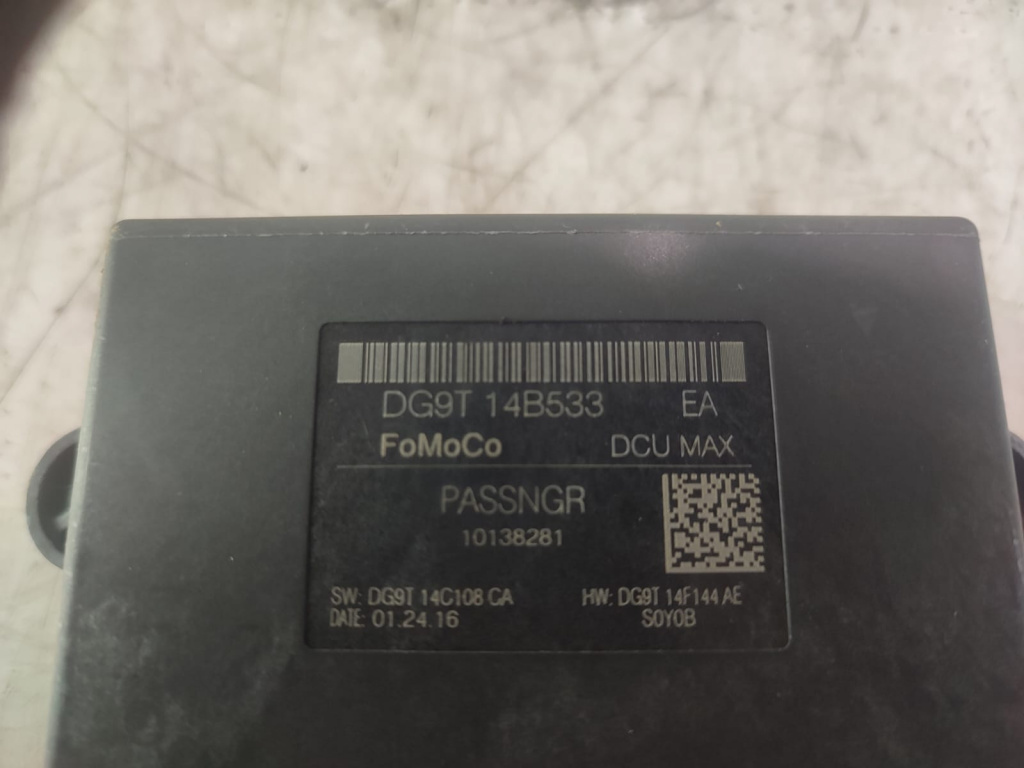 DG9T 14B533 EA
FoMoCo DCU MAX
PASSNGR
10138281
SW: DG9T 14C108 CA HW: DG9T 14F144 AE
DATE: 01.24.16 S0Y0B